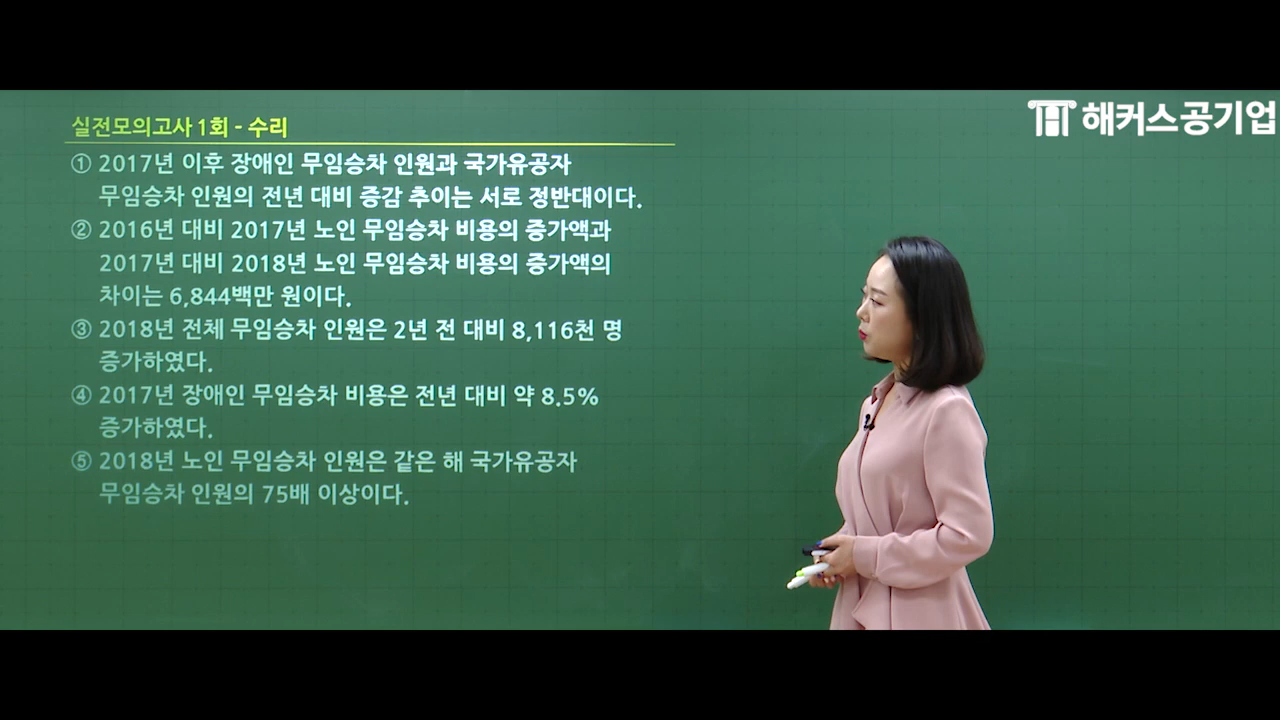 해커스공기업
실전모의고사 1회 - 수리
① 2017년 이후 장애인 무임승차 인원과 국가유공자
무임승차 인원의 전년 대비 증감 추이는 서로 정반대이다.
② 2016년 대비 2017년 노인 무임승차 비용의 증가액과
2017년 대비 2018년 노인 무임승차 비용의 증가액의
차이는 6,844백만 원이다.
③ 2018년 전체 무임승차 인원은 2년 전 대비 8,116천 명
증가하였다.
④ 2017년 장애인 무임승차 비용은 전년 대비 약 8.5%
증가하였다.
⑤ 2018년 노인 무임승차 인원은 같은 해 국가유공자
무임승차 인원의 75배 이상이다.